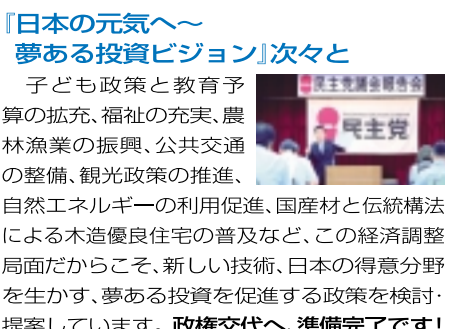 『日本の元気へ～
夢ある投資ビジョン』次々と
子ども政策と教育予
算の拡充、福祉の充実、農
林漁業の振興、公共交通
の整備、観光政策の推進、
自然エネルギーの利用促進、国産材と伝統構法
による木造優良住宅の普及など、この経済調整
局面だからこそ、新しい技術、日本の得意分野
を生かす、夢ある投資を促進する政策を検討・
提案しています。政権交代へ、準備完了です!
民主党議会報告会
民主党